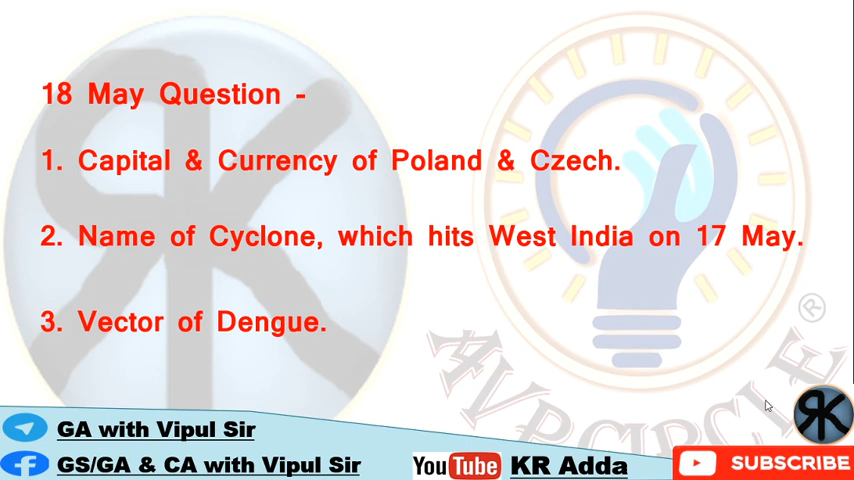 18 May Question -
1. Capital & Currency of Poland & Czech.
2. Name of Cyclone, which hits West India on 17 May.
3. Vector of Dengue.
AVPCIRCLE®
GA with Vipul Sir
GS/GA & CA with Vipul Sir
YouTube KR Adda
SUBSCRIBE